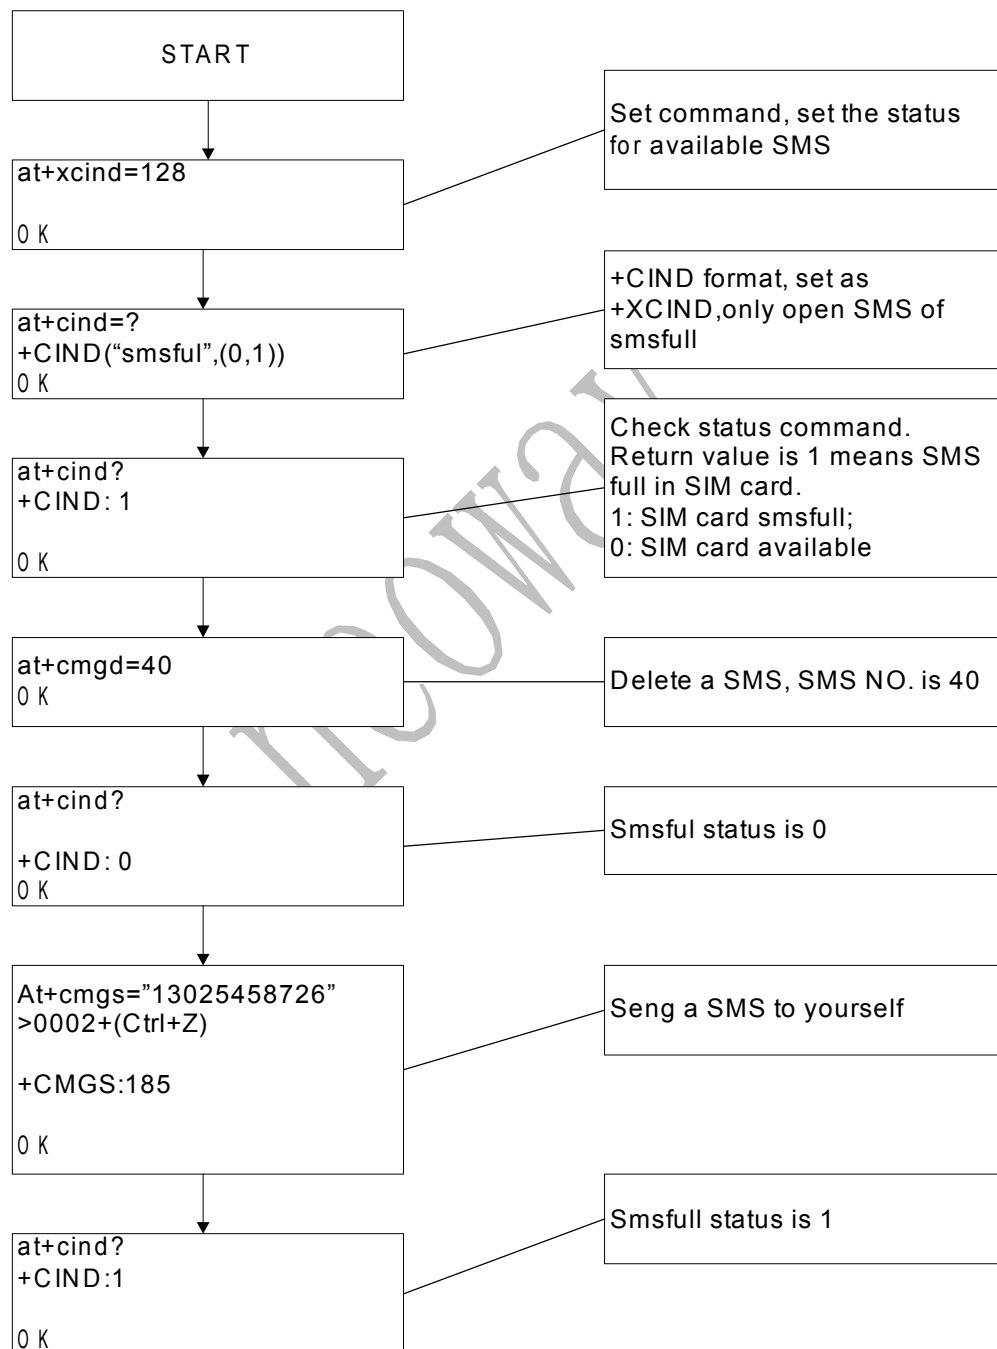 START
Set command, set the status
for available SMS
at+xcind=128
OK
+CIND format, set as
+XCIND,only open SMS of
smsfull
at+cind=?
+CIND(“smsful”,(0,1))
OK
Check status command.
Return value is 1 means SMS
full in SIM card.
1: SIM card smsfull;
0: SIM card available
at+cind?
+CIND: 1
OK
at+cmgd=40
OK
Delete a SMS, SMS NO. is 40
at+cind?
+CIND: 0
OK
Smsful status is 0
At+cmgs=”13025458726”
>0002+(Ctrl+Z)
+CMGS:185
OK
Seng a SMS to yourself
Smsfull status is 1
at+cind?
+CIND:1
OK